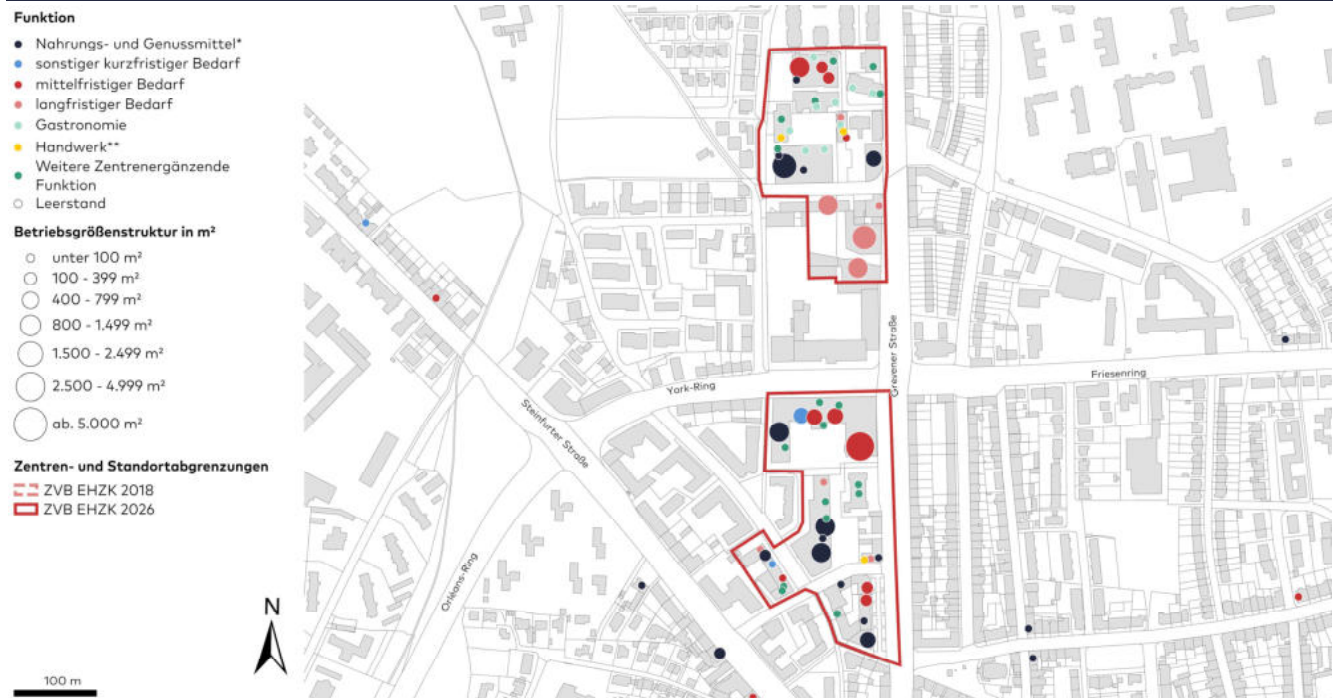 Funktion
Nahrungs- und Genussmittel*
sonstiger kurzfristiger Bedarf
mittelfristiger Bedarf
langfristiger Bedarf
Gastronomie
Handwerk**
Weitere Zentrenergänzende
Funktion
Leerstand
Betriebsgrößenstruktur in m²
unter 100 m²
100 - 399 m²
400 - 799 m²
800 - 1.499 m²
1.500 - 2.499 m²
2.500 - 4.999 m²
ab. 5.000 m²
Zentren- und Standortabgrenzungen
ZVB EHZK 2018
ZVB EHZK 2026
100 m
N
York-Ring
Grevener Straße
Friesenring
Steinfurter Straße
Orléans-Ring